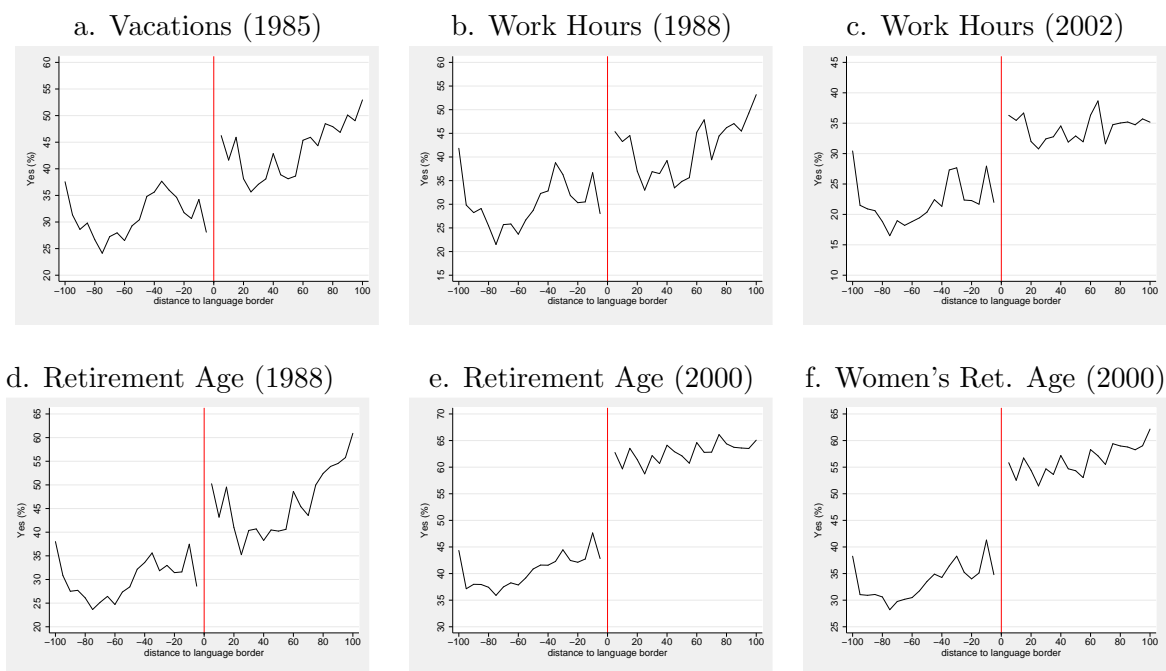 a. Vacations (1985)
60
55
50
45
40
35
30
25
20
Yes (%)
−100 −80 −60 −40 −20 0 20 40 60 80 100
distance to language border
b. Work Hours (1988)
60
55
50
45
40
35
30
25
20
15
Yes (%)
−100 −80 −60 −40 −20 0 20 40 60 80 100
distance to language border
c. Work Hours (2002)
45
40
35
30
25
20
15
10
Yes (%)
−100 −80 −60 −40 −20 0 20 40 60 80 100
distance to language border
d. Retirement Age (1988)
65
60
55
50
45
40
35
30
25
20
Yes (%)
−100 −80 −60 −40 −20 0 20 40 60 80 100
distance to language border
e. Retirement Age (2000)
70
65
60
55
50
45
40
35
30
Yes (%)
−100 −80 −60 −40 −20 0 20 40 60 80 100
distance to language border
f. Women's Ret. Age (2000)
65
60
55
50
45
40
35
30
25
Yes (%)
−100 −80 −60 −40 −20 0 20 40 60 80 100
distance to language border